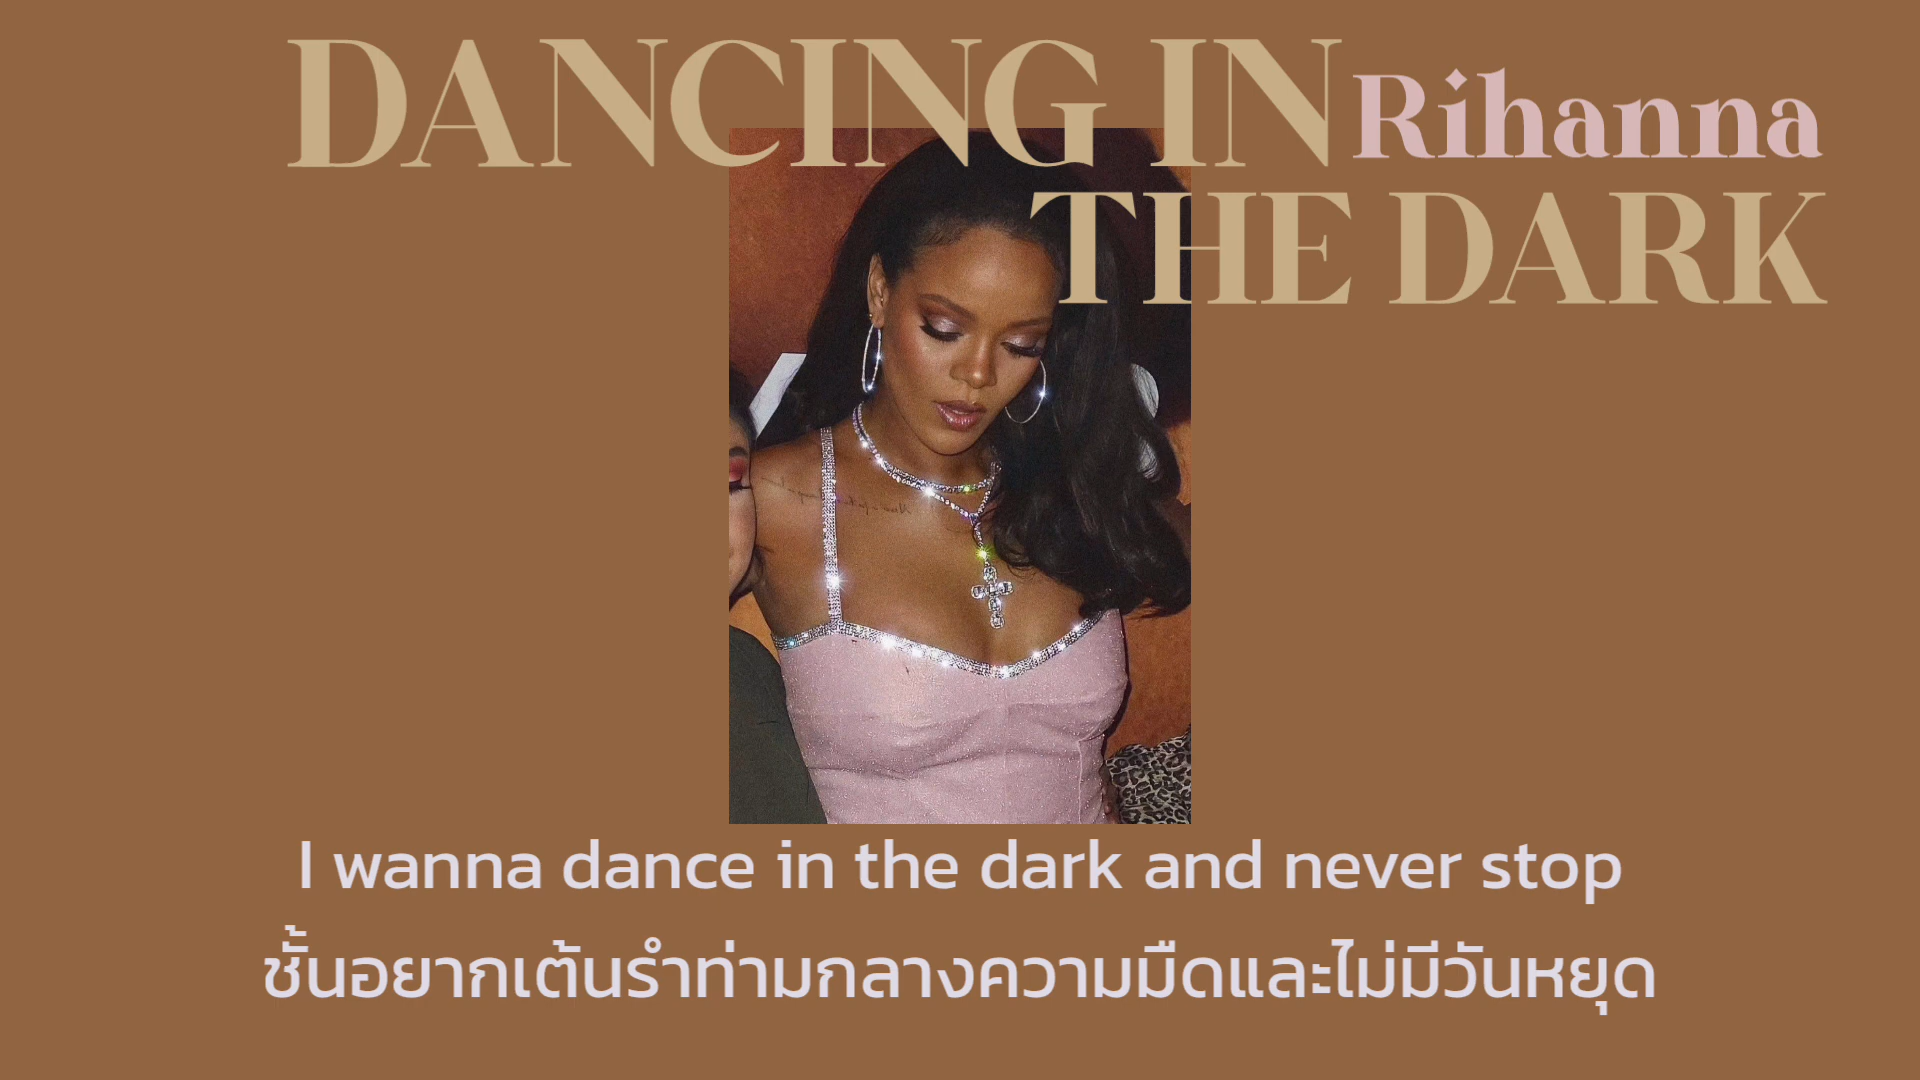 DANCING IN Rihanna
THE DARK
I wanna dance in the dark and never stop
ชั้นอยากเต้นรำท่ามกลางความมืดและไม่มีวันหยุด